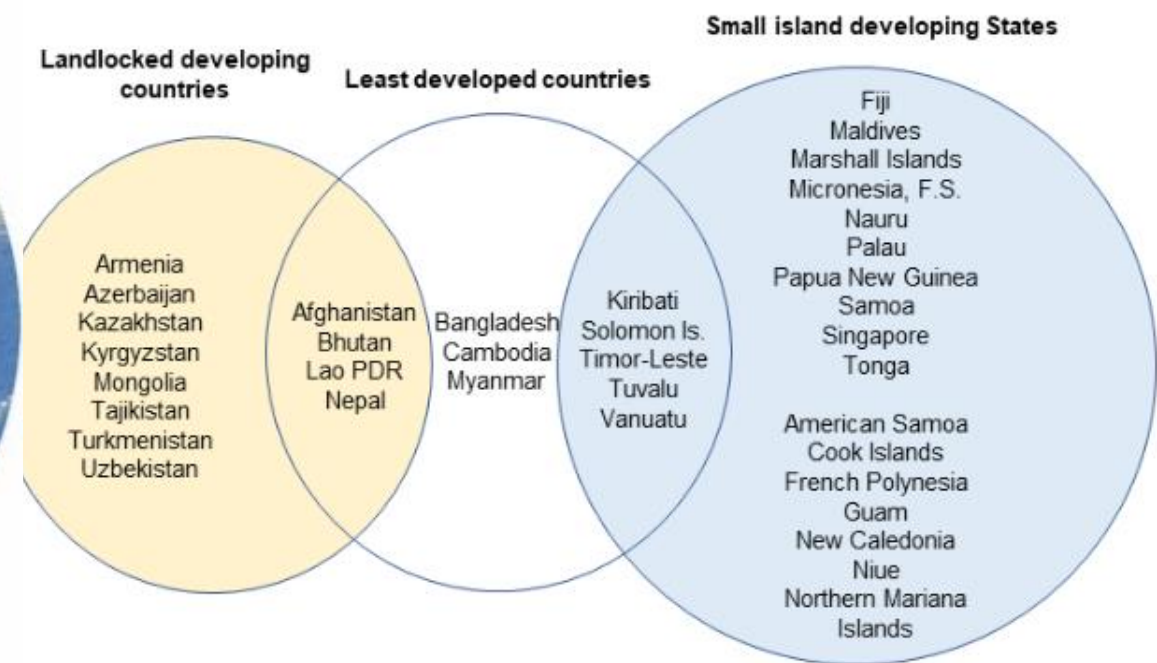 Small island developing States
Landlocked developing
countries
Least developed countries
Armenia
Azerbaijan
Kazakhstan
Kyrgyzstan
Mongolia
Tajikistan
Turkmenistan
Uzbekistan
Afghanistan
Bhutan
Lao PDR
Nepal
Bangladesh
Cambodia
Myanmar
Kiribati
Solomon Is.
Timor-Leste
Tuvalu
Vanuatu
Fiji
Maldives
Marshall Islands
Micronesia, F.S.
Nauru
Palau
Papua New Guinea
Samoa
Singapore
Tonga
American Samoa
Cook Islands
French Polynesia
Guam
New Caledonia
Niue
Northern Mariana
Islands